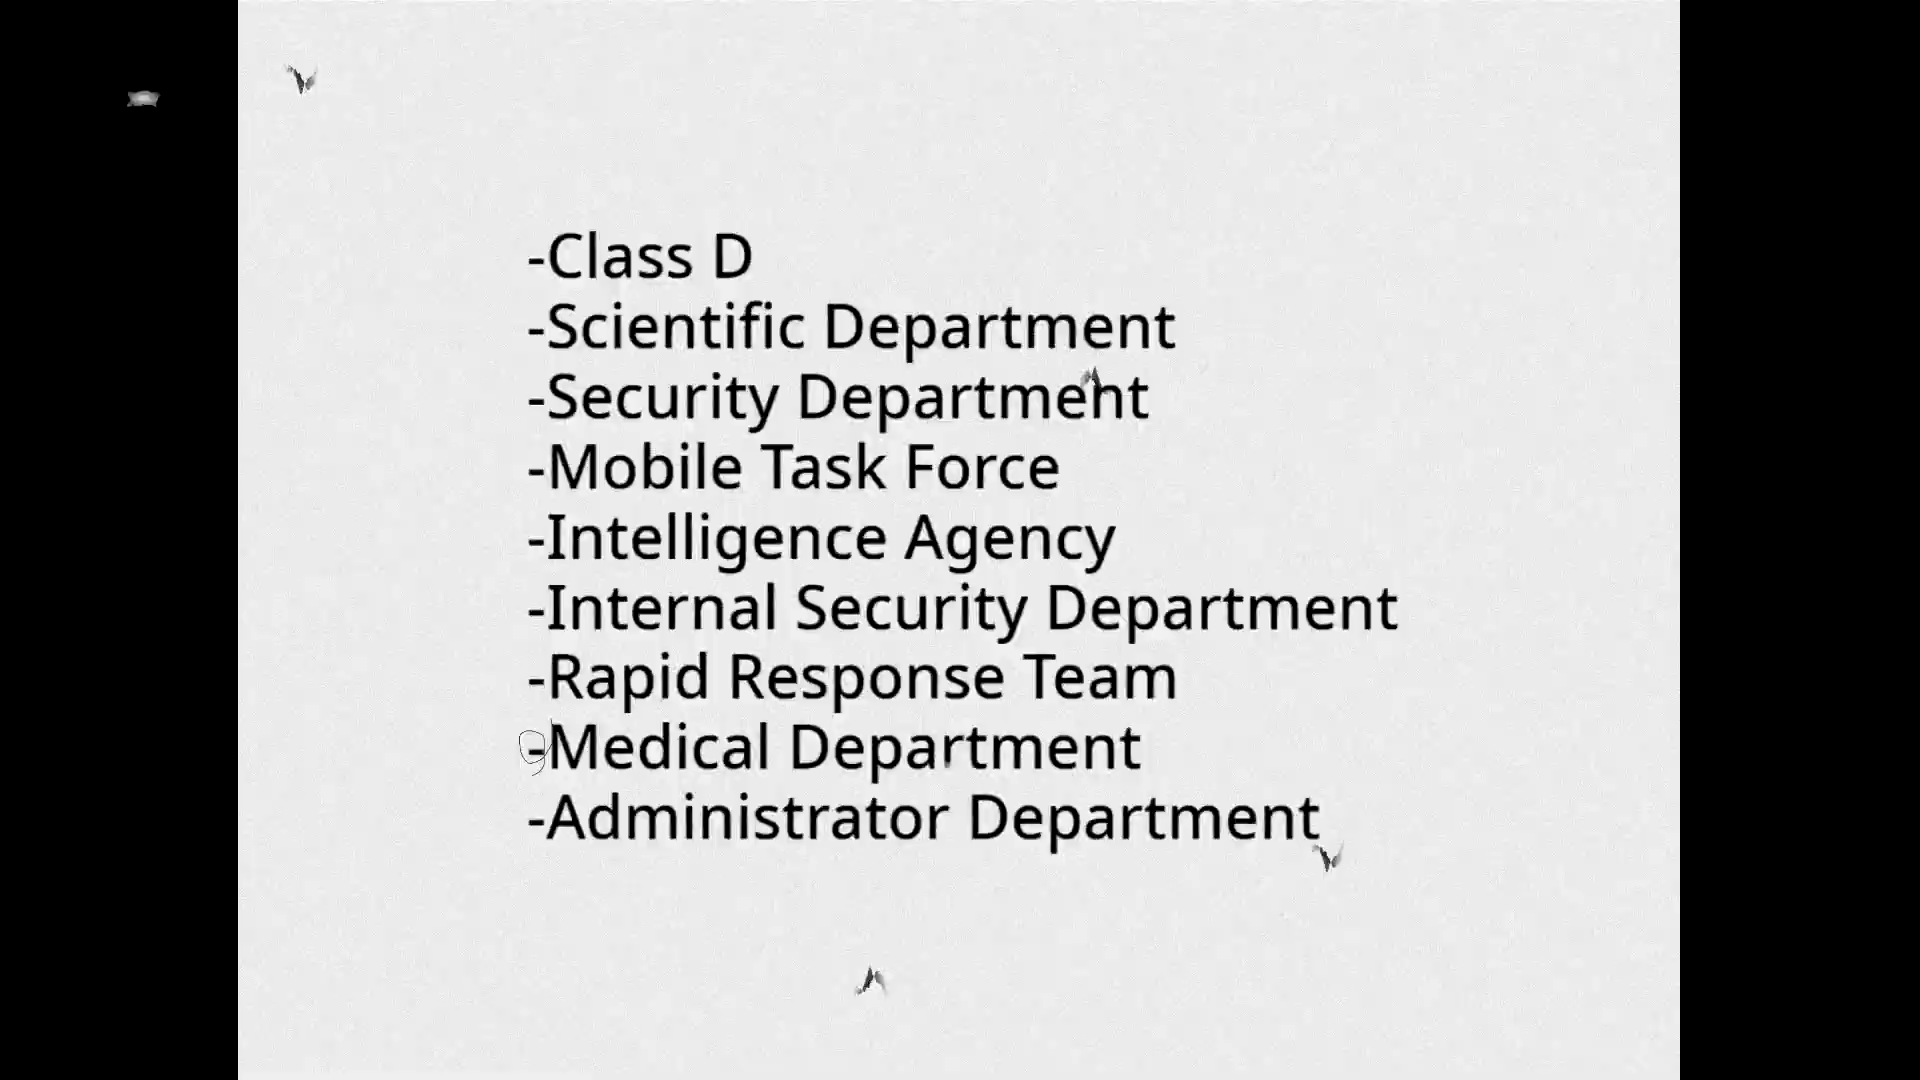 -Class D
-Scientific Department
-Security Department
-Mobile Task Force
-Intelligence Agency
-Internal Security Department
-Rapid Response Team
-Medical Department
-Administrator Department